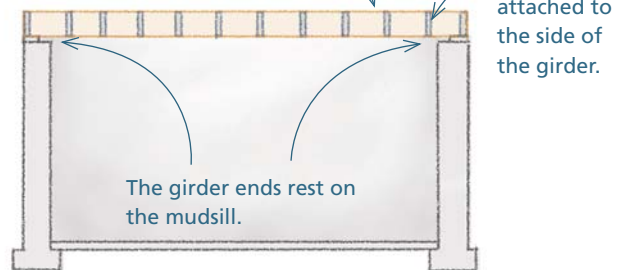 attached to
the side of
the girder.
The girder ends rest on
the mudsill.